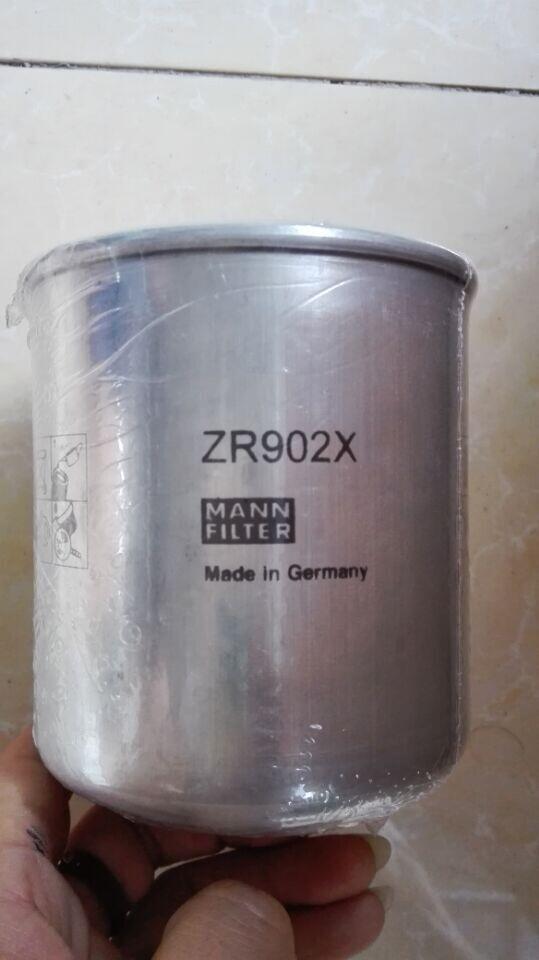 ZR902X
MANN
FILTER
Made in Germany